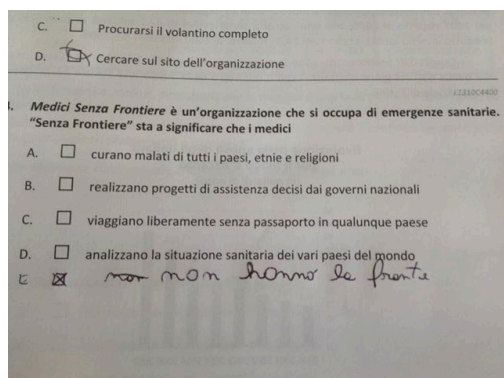 C. Procurarsi il volantino completo
D. Cercare sul sito dell'organizzazione
Medici Senza Frontiere è un'organizzazione che si occupa di emergenze sanitarie.
"Senza Frontiere" sta a significare che i medici
A. curano malati di tutti i paesi, etnie e religioni
B. realizzano progetti di assistenza decisi dai governi nazionali
C. viaggiano liberamente senza passaporto in qualunque paese
D. analizzano la situazione sanitaria dei vari paesi del mondo
E non hanno la fronte